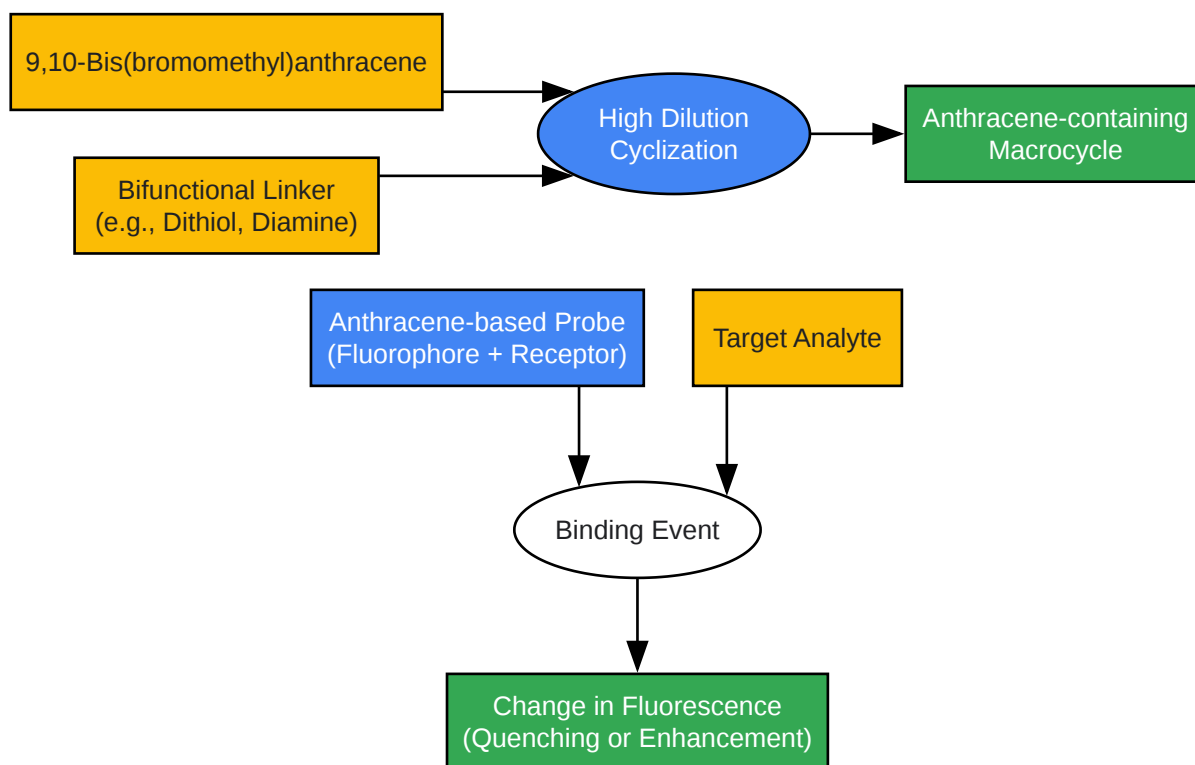 9,10-Bis(bromomethyl)anthracene
High Dilution
Cyclization
Anthracene-containing
Macrocycle
Bifunctional Linker
(e.g., Dithiol, Diamine)
Anthracene-based Probe
(Fluorophore + Receptor)
Target Analyte
Binding Event
Change in Fluorescence
(Quenching or Enhancement)